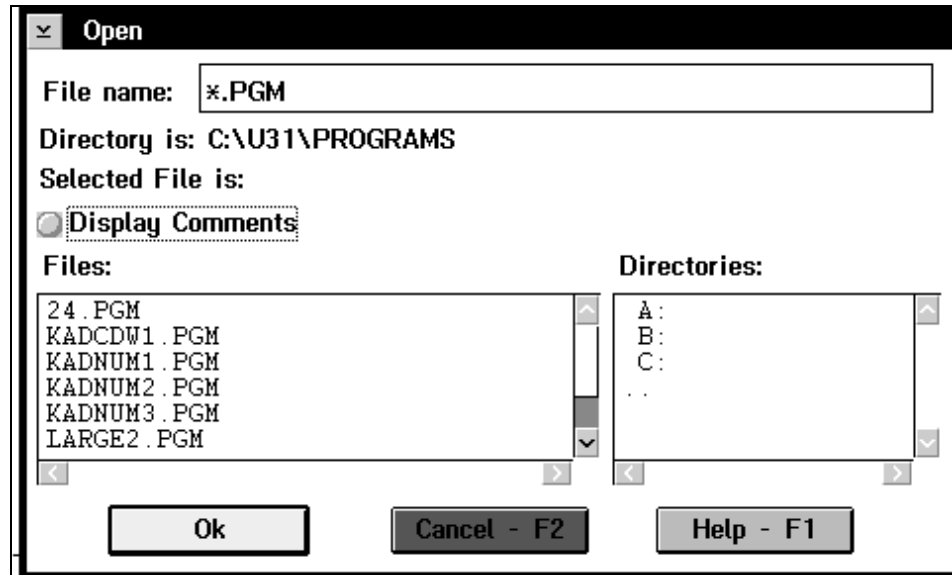 Open
File name: *.PGM
Directory is: C:\U31\PROGRAMS
Selected File is:
Display Comments
Files: Directories:
24.PGM
KADCDW1.PGM
KADNUM1.PGM
KADNUM2.PGM
KADNUM3.PGM
LARGE2.PGM
A:
B:
C:
..
Ok Cancel - F2 Help - F1